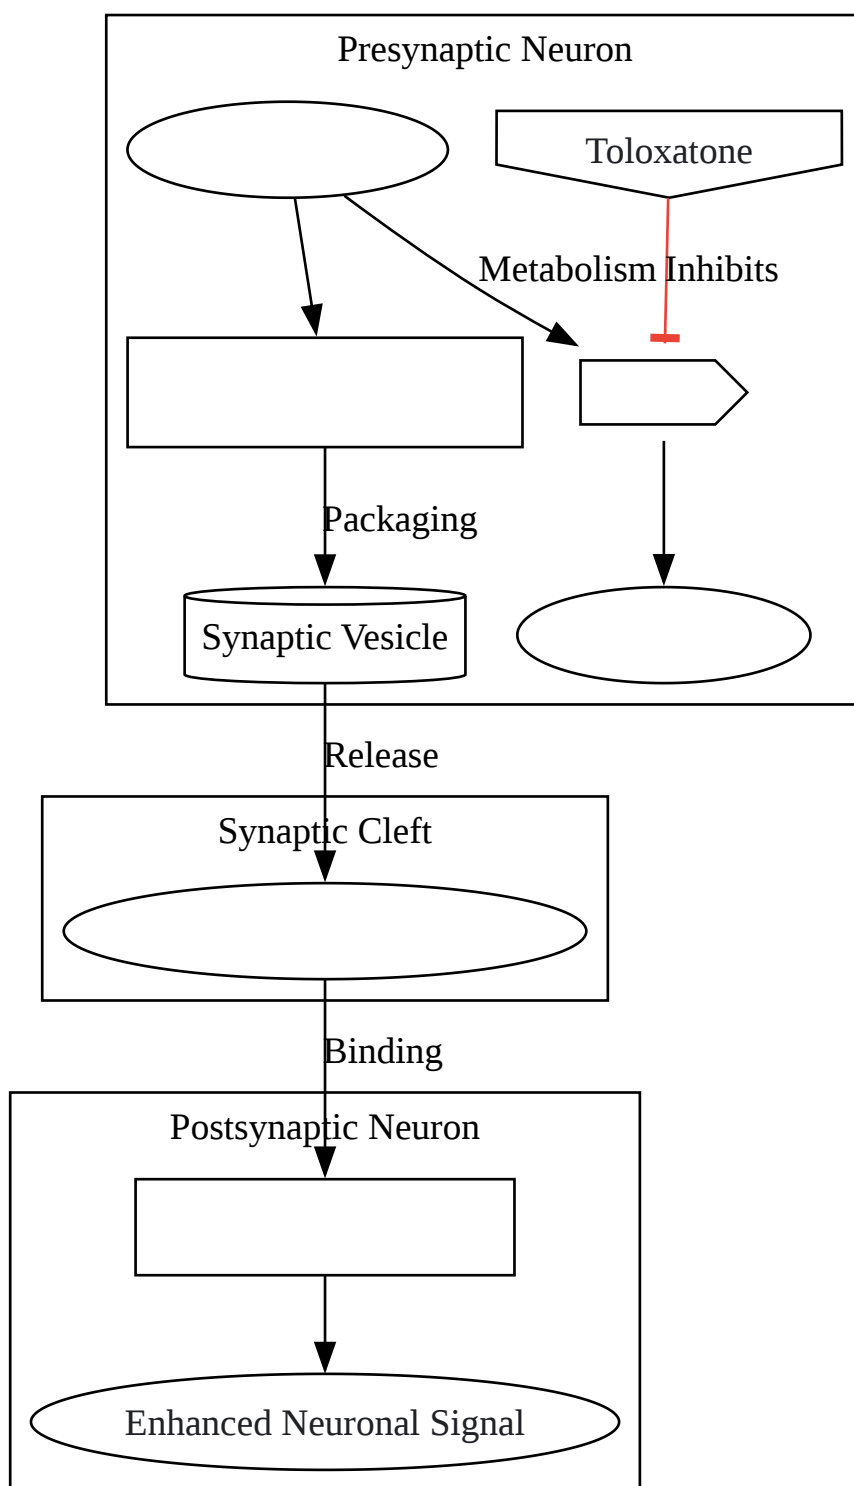 Presynaptic Neuron
Toloxatone
Metabolism
Inhibits
Packaging
Synaptic Vesicle
Release
Synaptic Cleft
Binding
Postsynaptic Neuron
Enhanced Neuronal Signal